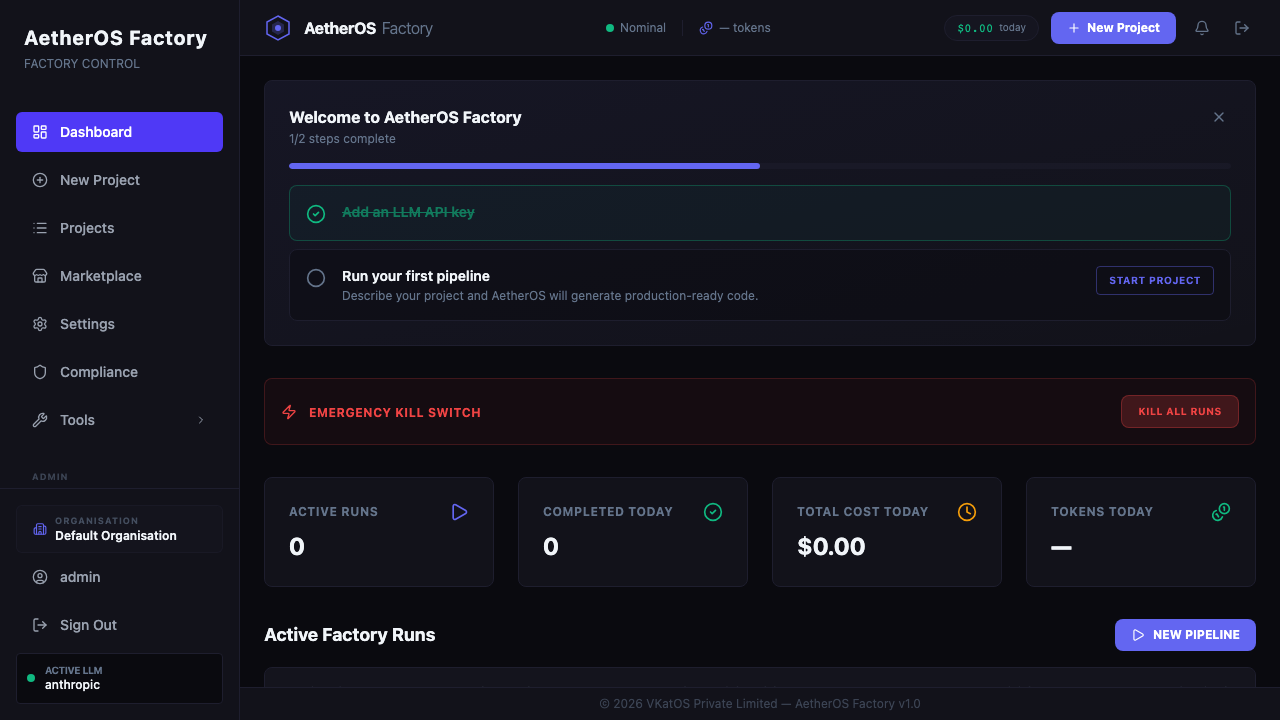 AetherOS Factory
FACTORY CONTROL
Dashboard
New Project
Projects
Marketplace
Settings
Compliance
Tools
ADMIN
ORGANISATION
Default Organisation
admin
Sign Out
ACTIVE LLM
anthropic
AetherOS Factory
Nominal
— tokens
$0.00 today
New Project
Welcome to AetherOS Factory
1/2 steps complete
Add an LLM API key
Run your first pipeline
Describe your project and AetherOS will generate production-ready code.
START PROJECT
EMERGENCY KILL SWITCH
KILL ALL RUNS
ACTIVE RUNS
0
COMPLETED TODAY
0
TOTAL COST TODAY
$0.00
TOKENS TODAY
—
Active Factory Runs
NEW PIPELINE
© 2026 VKatOS Private Limited — AetherOS Factory v1.0